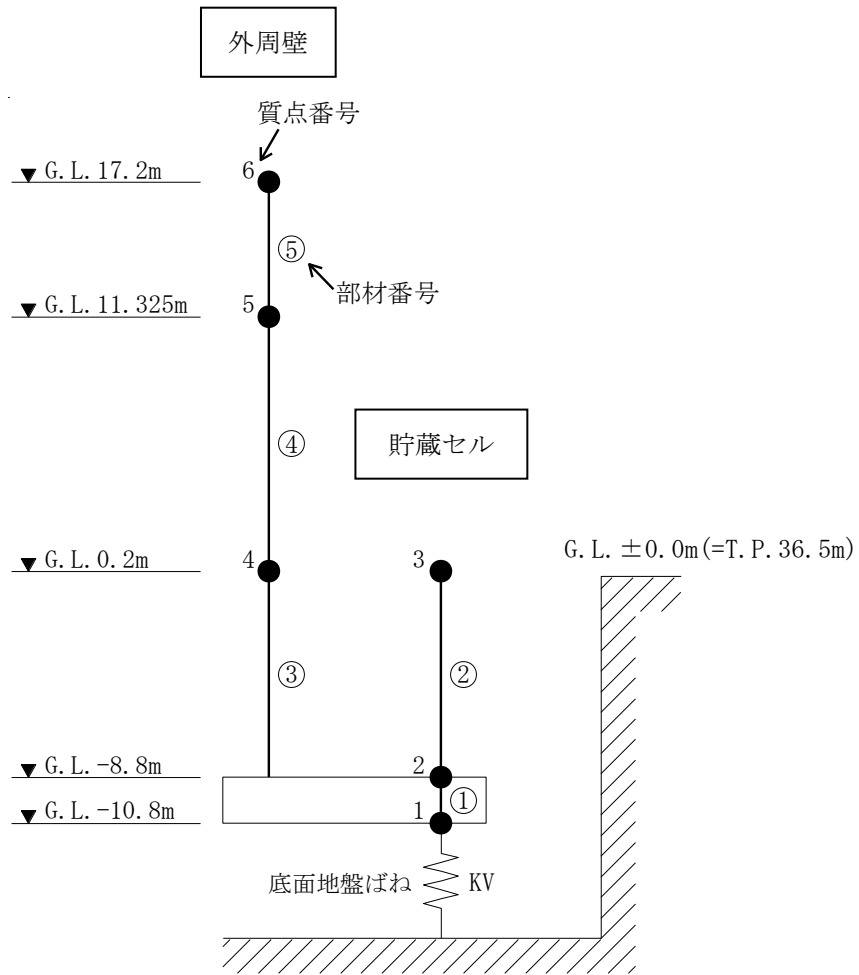 外周壁
質点番号
▼ G.L.17.2m
6
⑤
部材番号
▼ G.L.11.325m
5
④
貯蔵セル
G.L.±0.0m(=T.P.36.5m)
▼ G.L.0.2m
4
3
③
②
▼ G.L.-8.8m
2
①
▼ G.L.-10.8m
1
底面地盤ばね
KV